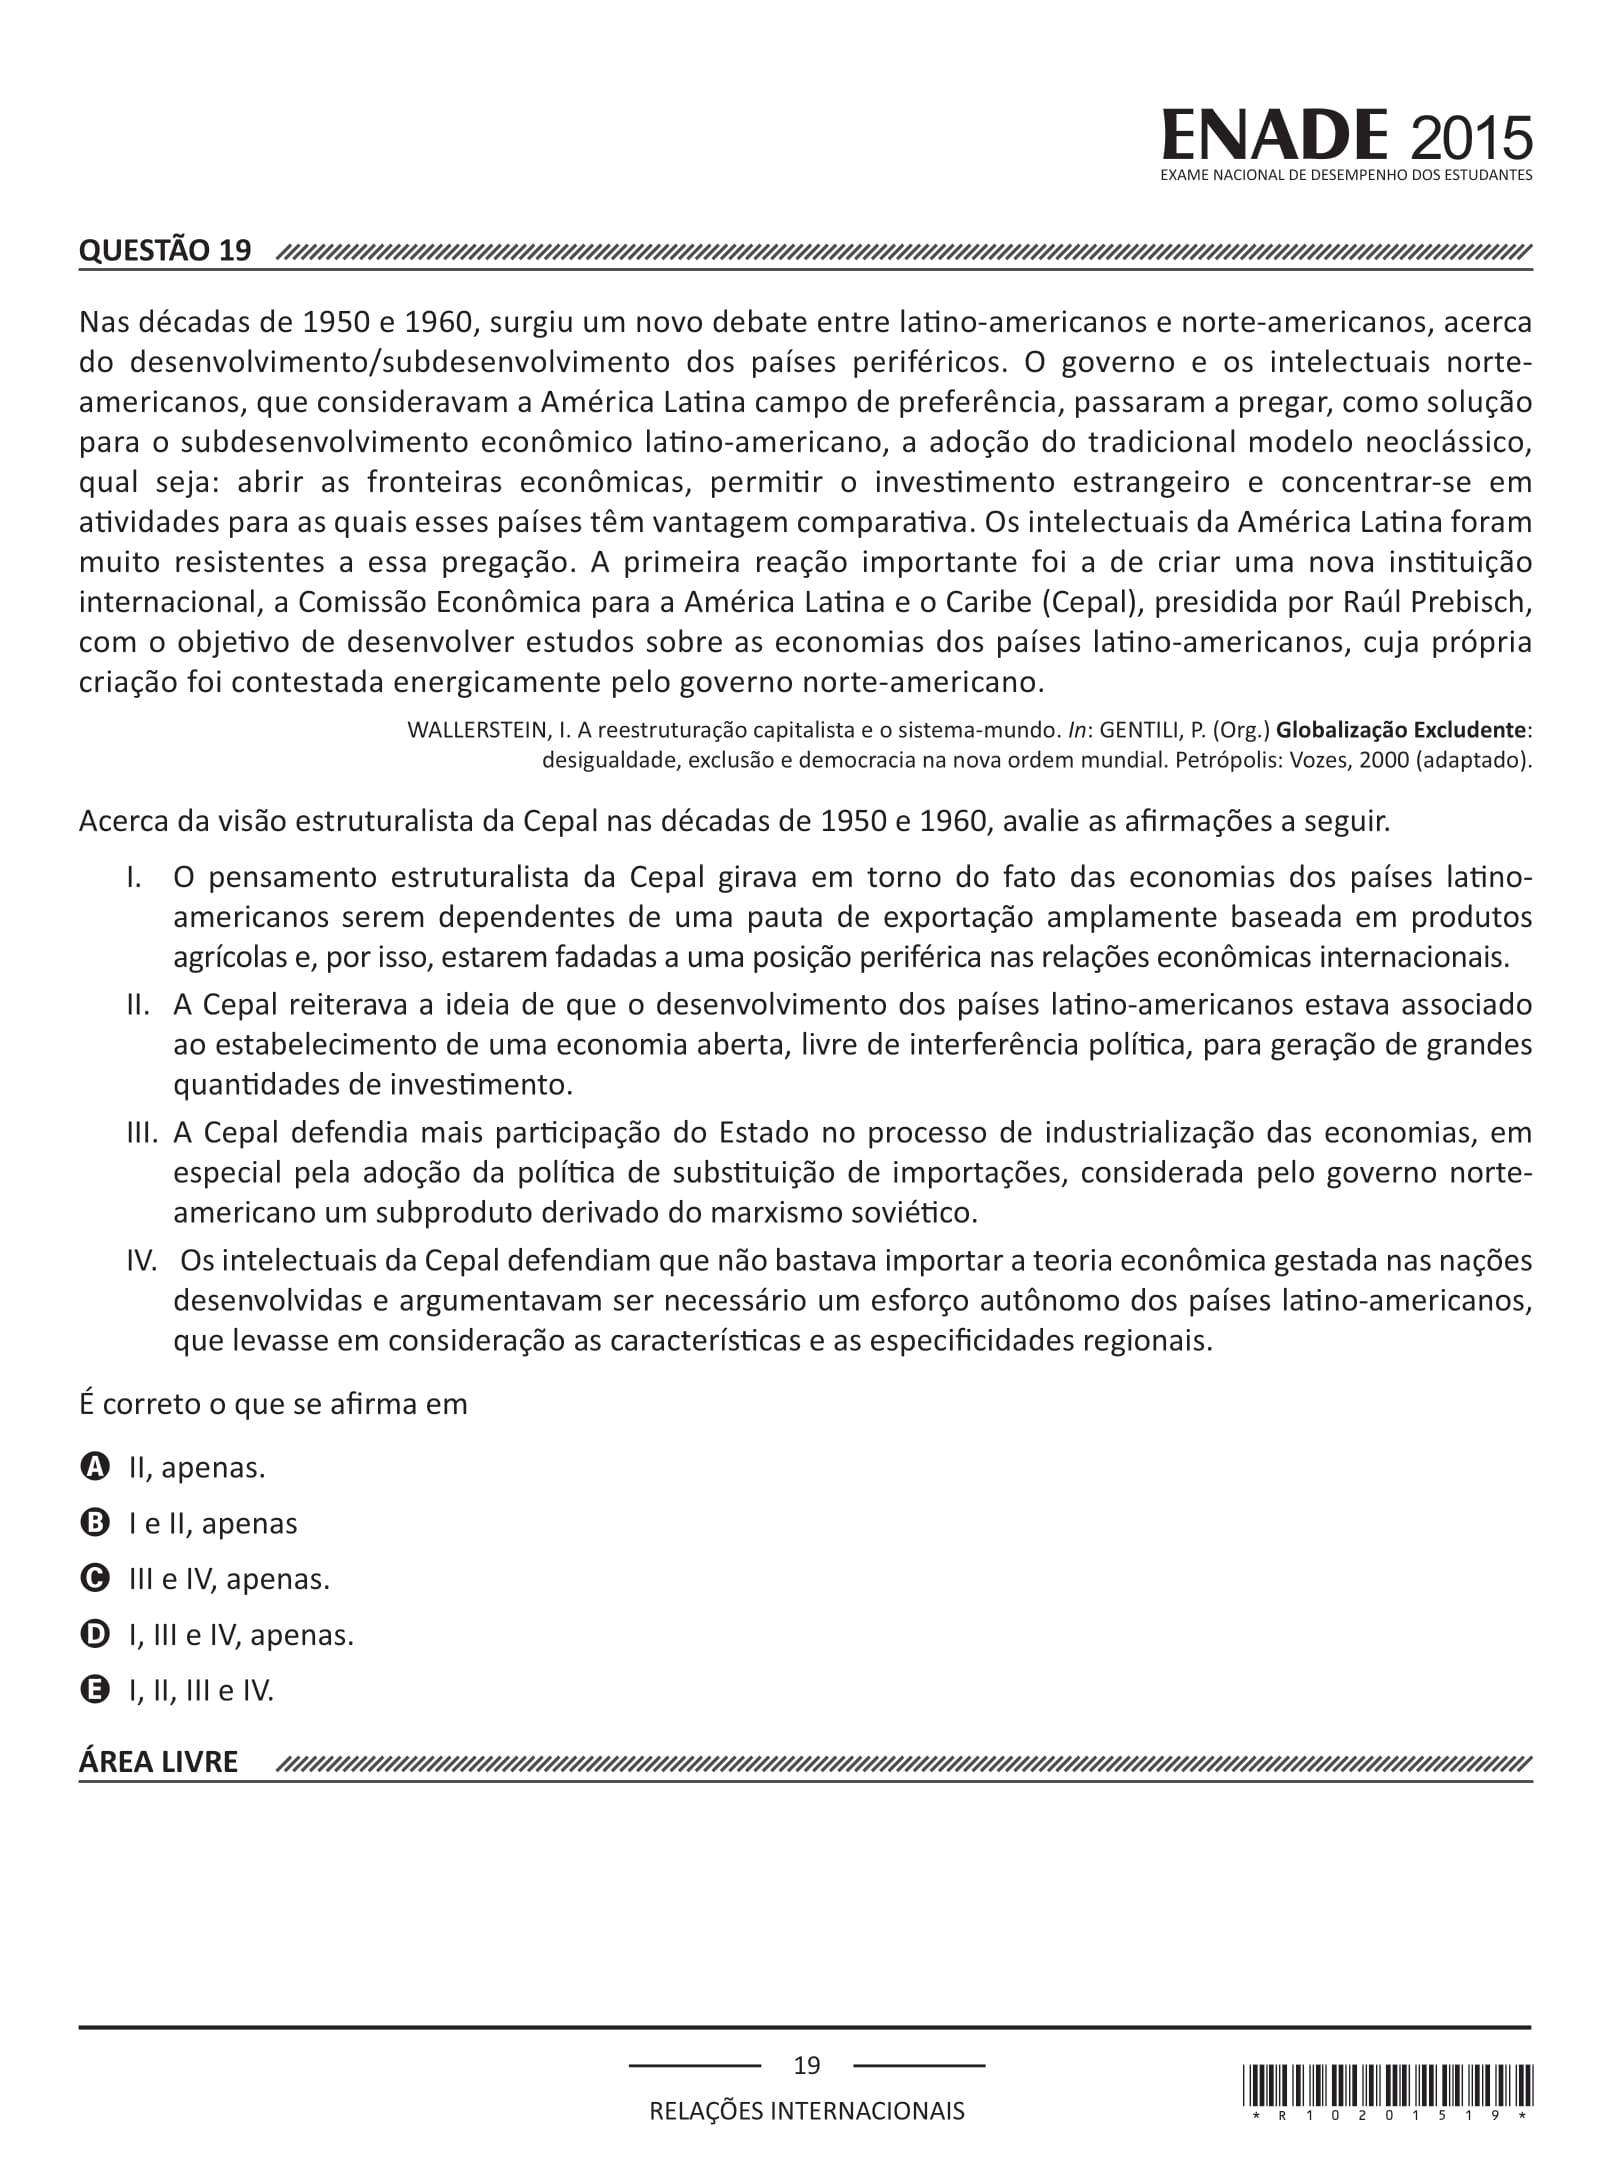 ENADE 2015
EXAME NACIONAL DE DESEMPENHO DOS ESTUDANTES
QUESTÃO 19
Nas décadas de 1950 e 1960, surgiu um novo debate entre latino-americanos e norte-americanos, acerca
do desenvolvimento/subdesenvolvimento dos países periféricos. O governo e os intelectuais norte-
americanos, que consideravam a América Latina campo de preferência, passaram a pregar, como solução
para o subdesenvolvimento econômico latino-americano, a adoção do tradicional modelo neoclássico,
qual seja: abrir as fronteiras econômicas, permitir o investimento estrangeiro e concentrar-se em
atividades para as quais esses países têm vantagem comparativa. Os intelectuais da América Latina foram
muito resistentes a essa pregação. A primeira reação importante foi a de criar uma nova instituição
internacional, a Comissão Econômica para a América Latina e o Caribe (Cepal), presidida por Raúl Prebisch,
com o objetivo de desenvolver estudos sobre as economias dos países latino-americanos, cuja própria
criação foi contestada energicamente pelo governo norte-americano.
WALLERSTEIN, I. A reestruturação capitalista e o sistema-mundo. In: GENTILI, P. (Org.) Globalização Excludente:
desigualdade, exclusão e democracia na nova ordem mundial. Petrópolis: Vozes, 2000 (adaptado).
Acerca da visão estruturalista da Cepal nas décadas de 1950 e 1960, avalie as afirmações a seguir.
I. O pensamento estruturalista da Cepal girava em torno do fato das economias dos países latino-
americanos serem dependentes de uma pauta de exportação amplamente baseada em produtos
agrícolas e, por isso, estarem fadadas a uma posição periférica nas relações econômicas internacionais.
II. A Cepal reiterava a ideia de que o desenvolvimento dos países latino-americanos estava associado
ao estabelecimento de uma economia aberta, livre de interferência política, para geração de grandes
quantidades de investimento.
III. A Cepal defendia mais participação do Estado no processo de industrialização das economias, em
especial pela adoção da política de substituição de importações, considerada pelo governo norte-
americano um subproduto derivado do marxismo soviético.
IV. Os intelectuais da Cepal defendiam que não bastava importar a teoria econômica gestada nas nações
desenvolvidas e argumentavam ser necessário um esforço autônomo dos países latino-americanos,
que levasse em consideração as características e as especificidades regionais.
É correto o que se afirma em
A II, apenas.
B I e II, apenas
C III e IV, apenas.
D I, III e IV, apenas.
E I, II, III e IV.
ÁREA LIVRE
19
RELAÇÕES INTERNACIONAIS
* R 1 0 2 0 1 5 1 9 *